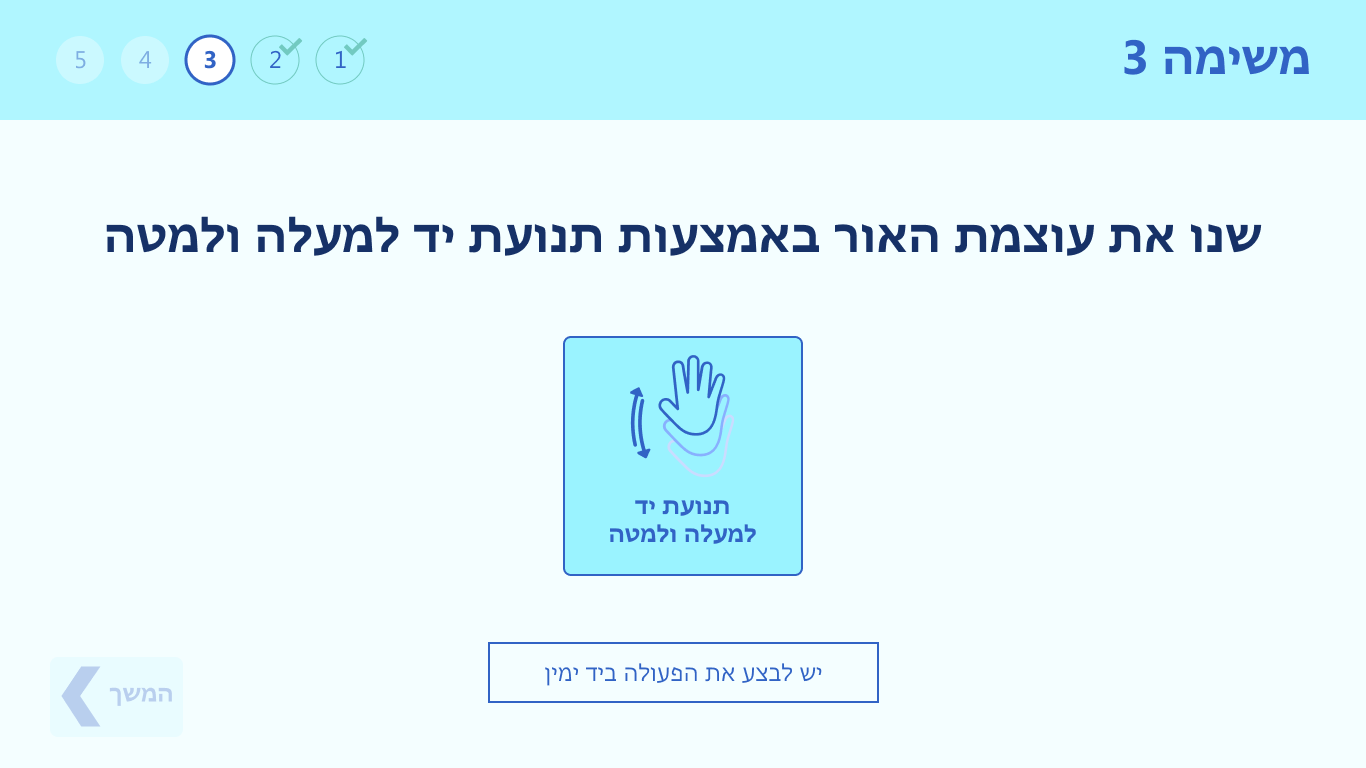 משימה 3
1 2 3 4 5
שנו את עוצמת האור באמצעות תנועת יד למעלה ולמטה
תנועת יד
למעלה ולמטה
יש לבצע את הפעולה ביד ימין
המשך